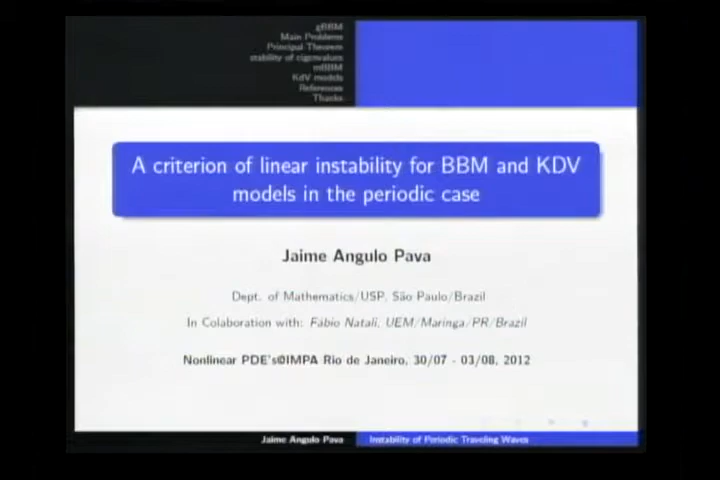 gBBM
Main Problems
Principal Theorem
stability of eigenvalues
mBBM
KdV models
References
Thanks
A criterion of linear instability for BBM and KDV
models in the periodic case
Jaime Angulo Pava
Dept. of Mathematics/USP, São Paulo/Brazil
In Colaboration with: Fábio Natali, UEM/Maringa/PR/Brazil
Nonlinear PDE's@IMPA Rio de Janeiro, 30/07 - 03/08, 2012
Jaime Angulo Pava
Instability of Periodic Traveling Waves